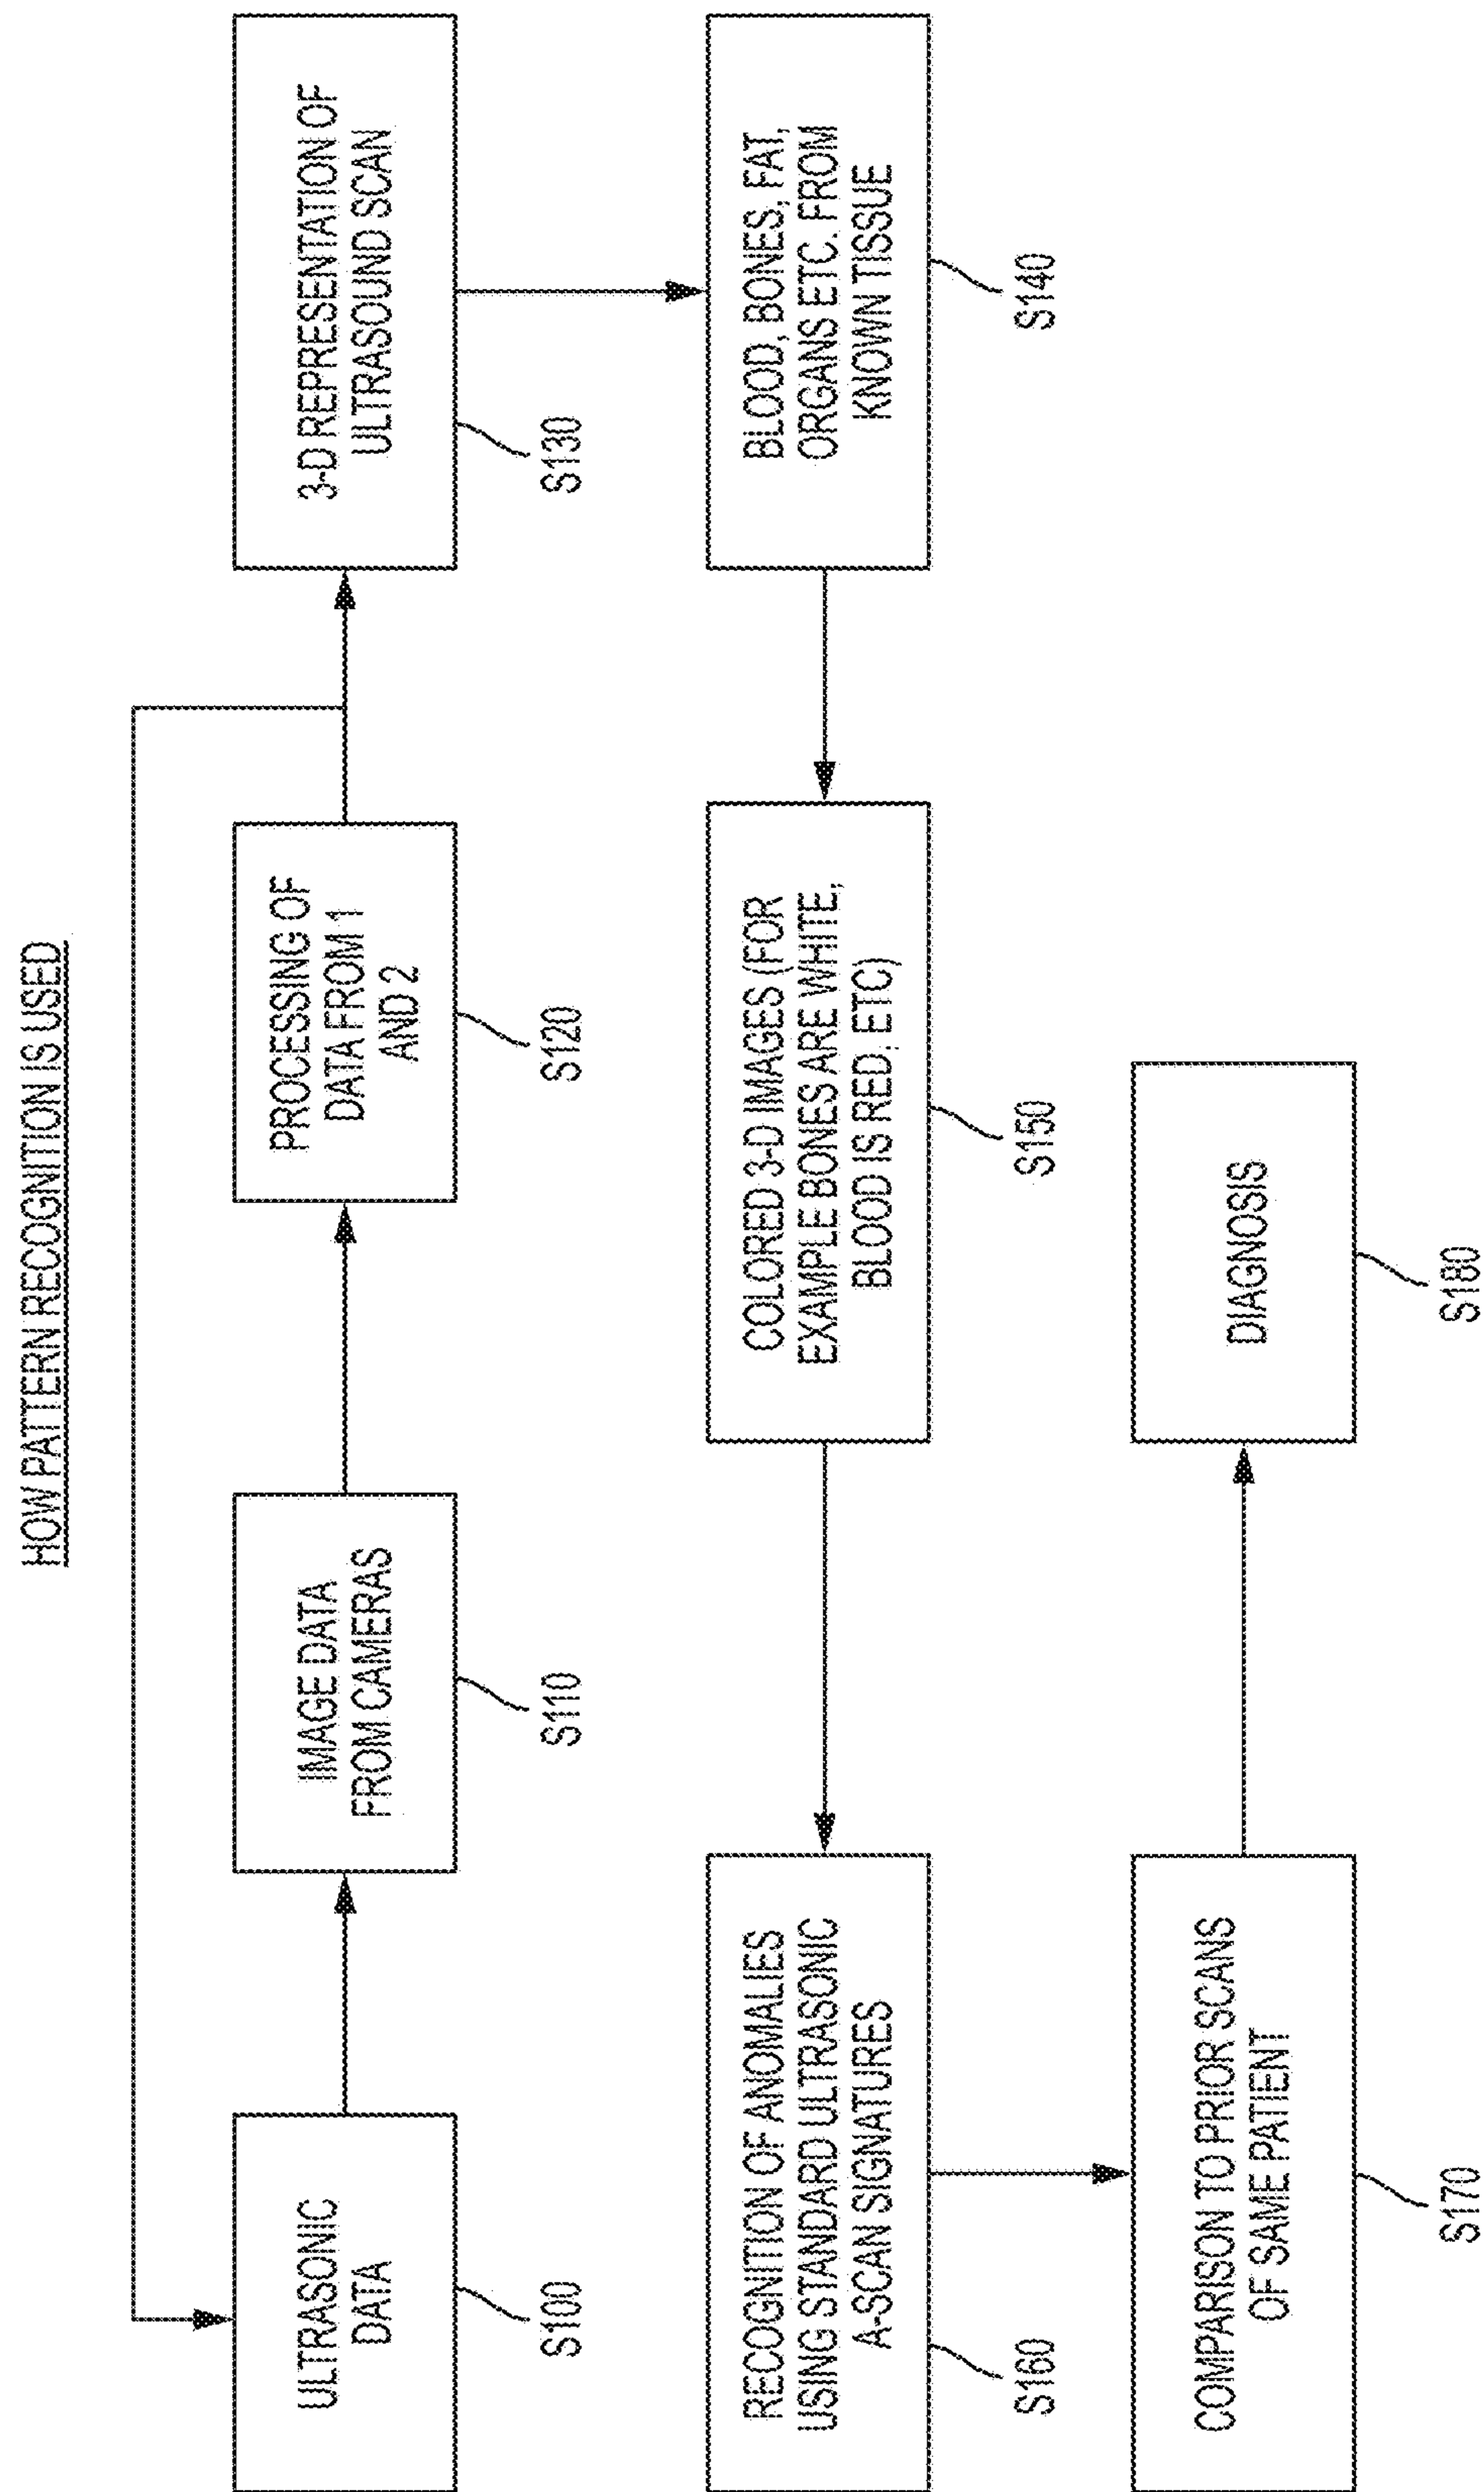 HOW PATTERN RECOGNITION IS USED
ULTRASONIC
DATA
S100
IMAGE DATA
FROM CAMERAS
S110
PROCESSING OF
DATA FROM 1
AND 2
S120
3-D REPRESENTATION OF
ULTRASOUND SCAN
S130
BLOOD, BONES, FAT,
ORGANS ETC. FROM
KNOWN TISSUE
S140
COLORED 3-D IMAGES (FOR
EXAMPLE BONES ARE WHITE,
BLOOD IS RED, ETC)
S150
RECOGNITION OF ANOMALIES
USING STANDARD ULTRASONIC
A-SCAN SIGNATURES
S160
COMPARISON TO PRIOR SCANS
OF SAME PATIENT
S170
DIAGNOSIS
S180